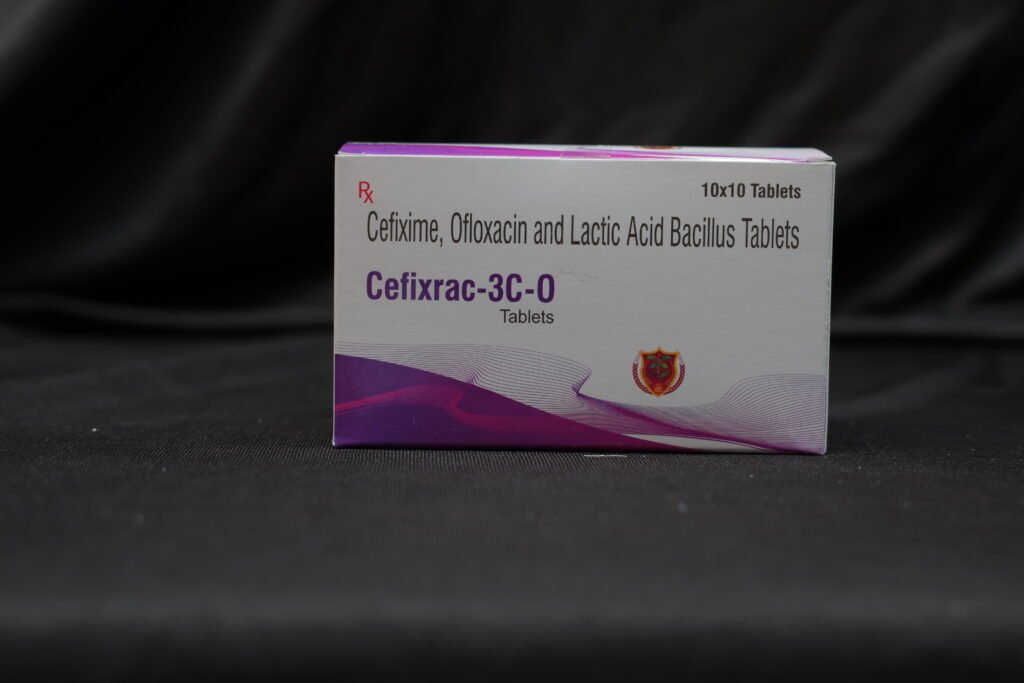 Rx
10x10 Tablets
Cefixime, Ofloxacin and Lactic Acid Bacillus Tablets
Cefixrac-3C-O
Tablets